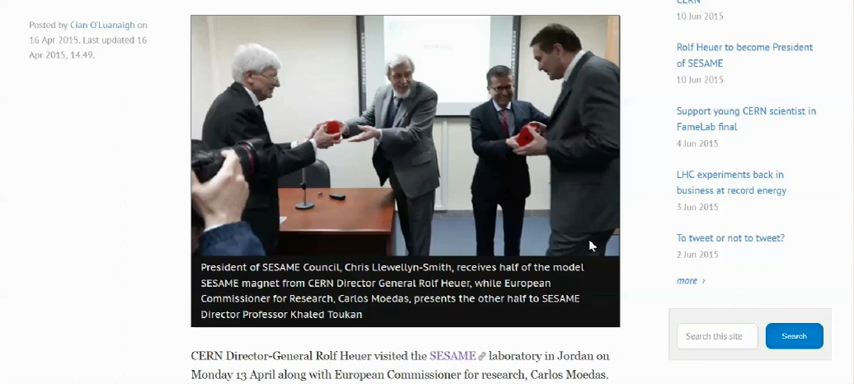 Posted by Cian O'Luanaigh on
16 Apr 2015. Last updated 16
Apr 2015, 14.49.
President of SESAME Council, Chris Llewellyn-Smith, receives half of the model
SESAME magnet from CERN Director General Rolf Heuer, while European
Commissioner for Research, Carlos Moedas, presents the other half to SESAME
Director Professor Khaled Toukan
CERN Director-General Rolf Heuer visited the SESAME laboratory in Jordan on
Monday 13 April along with European Commissioner for research, Carlos Moedas.
CERN
10 Jun 2015
Rolf Heuer to become President
of SESAME
10 Jun 2015
Support young CERN scientist in
FameLab final
4 Jun 2015
LHC experiments back in
business at record energy
3 Jun 2015
To tweet or not to tweet?
2 Jun 2015
more ›
Search this site
Search